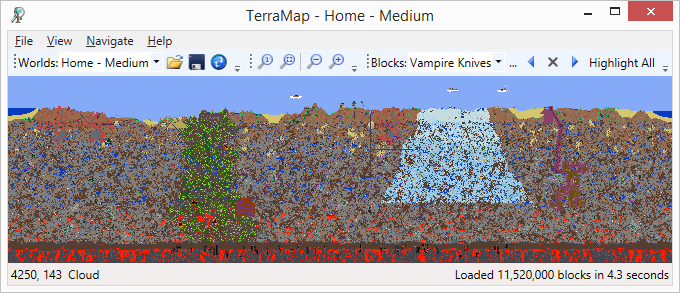 TerraMap - Home - Medium
File View Navigate Help
Worlds: Home - Medium Blocks: Vampire Knives ... Highlight All
4250, 143 Cloud Loaded 11,520,000 blocks in 4.3 seconds